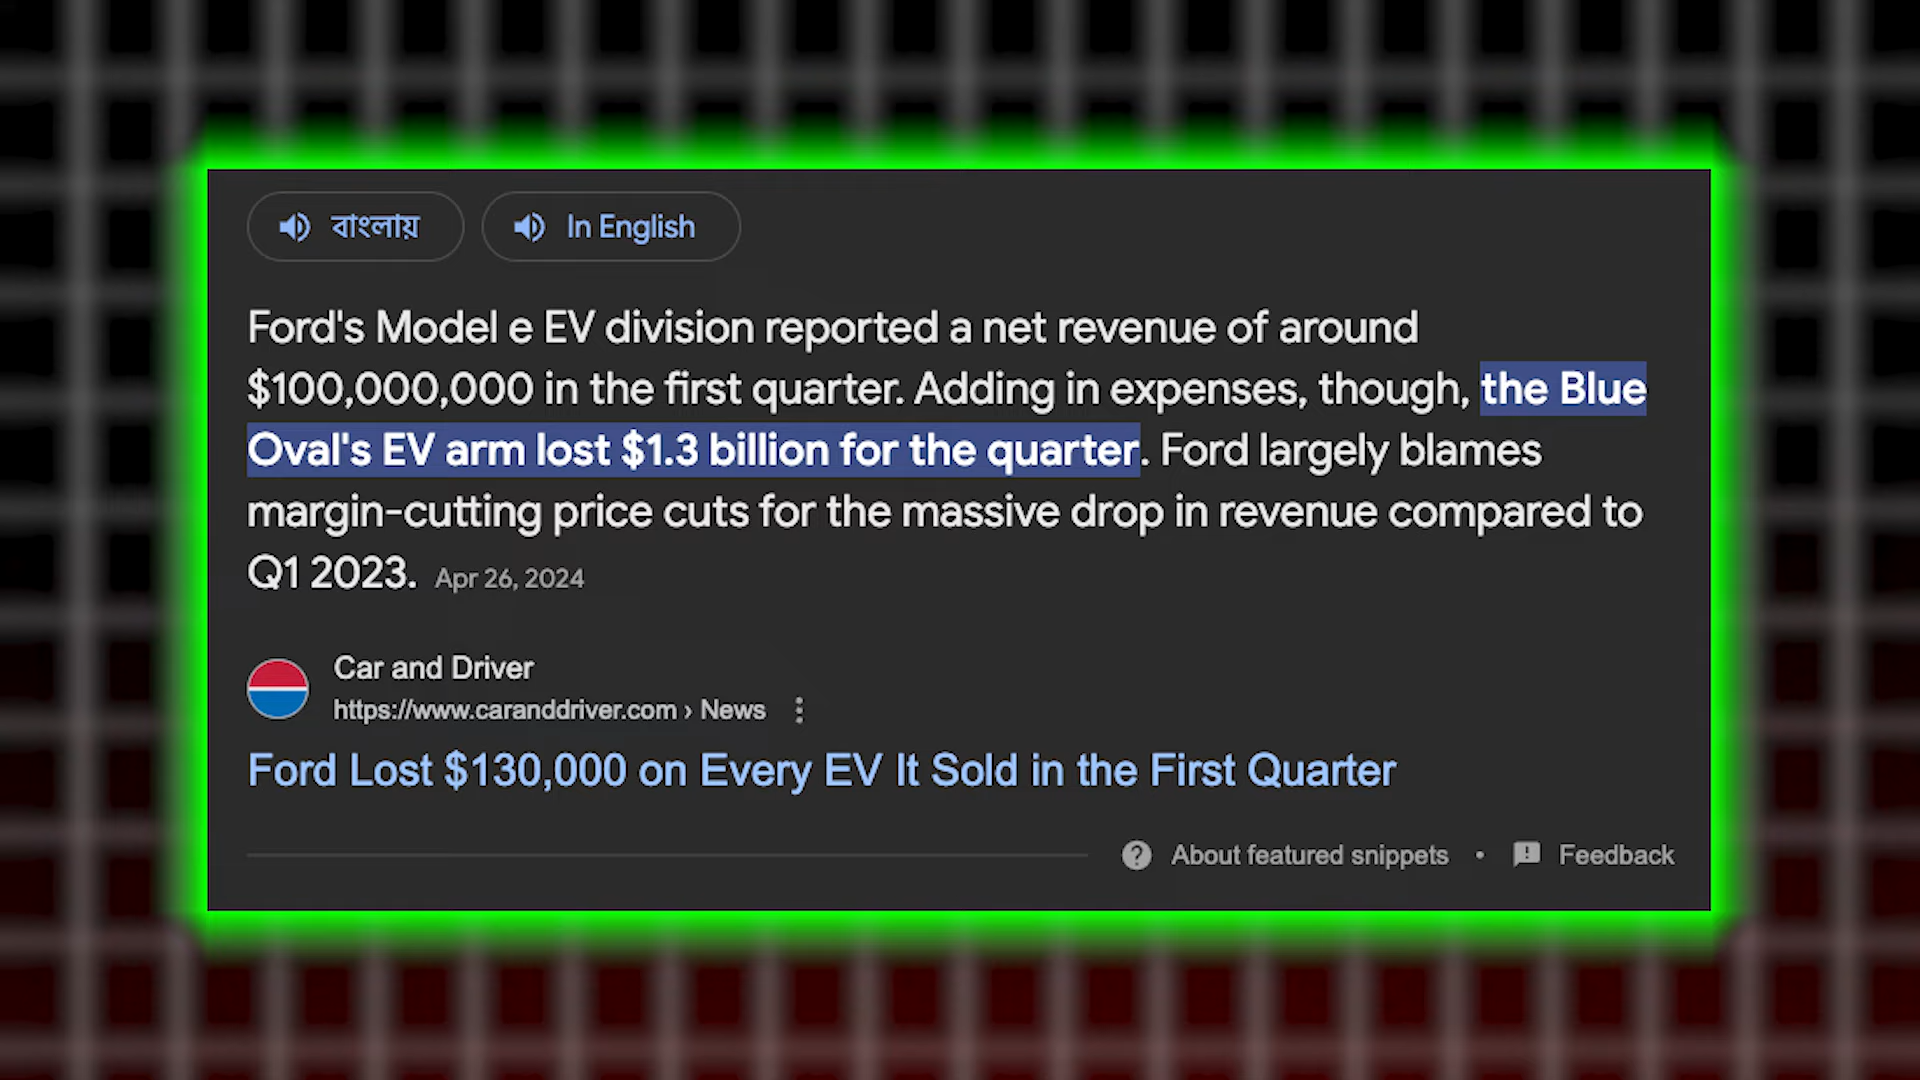 বাংলায় In English
Ford's Model e EV division reported a net revenue of around
$100,000,000 in the first quarter. Adding in expenses, though, the Blue
Oval's EV arm lost $1.3 billion for the quarter. Ford largely blames
margin-cutting price cuts for the massive drop in revenue compared to
Q1 2023. Apr 26, 2024
Car and Driver
https://www.caranddriver.com › News
Ford Lost $130,000 on Every EV It Sold in the First Quarter
About featured snippets • Feedback